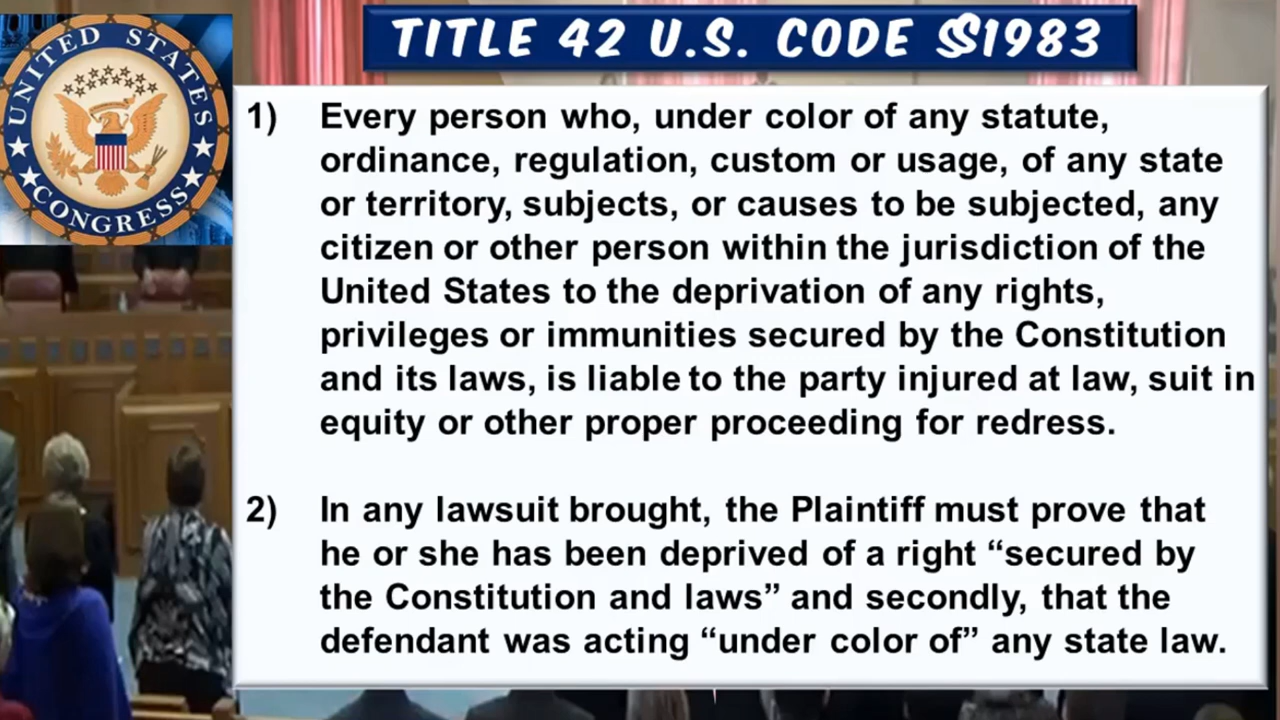 TITLE 42 U.S. CODE §1983
UNITED STATES
CONGRESS
1) Every person who, under color of any statute,
ordinance, regulation, custom or usage, of any state
or territory, subjects, or causes to be subjected, any
citizen or other person within the jurisdiction of the
United States to the deprivation of any rights,
privileges or immunities secured by the Constitution
and its laws, is liable to the party injured at law, suit in
equity or other proper proceeding for redress.
2) In any lawsuit brought, the Plaintiff must prove that
he or she has been deprived of a right “secured by
the Constitution and laws” and secondly, that the
defendant was acting “under color of” any state law.